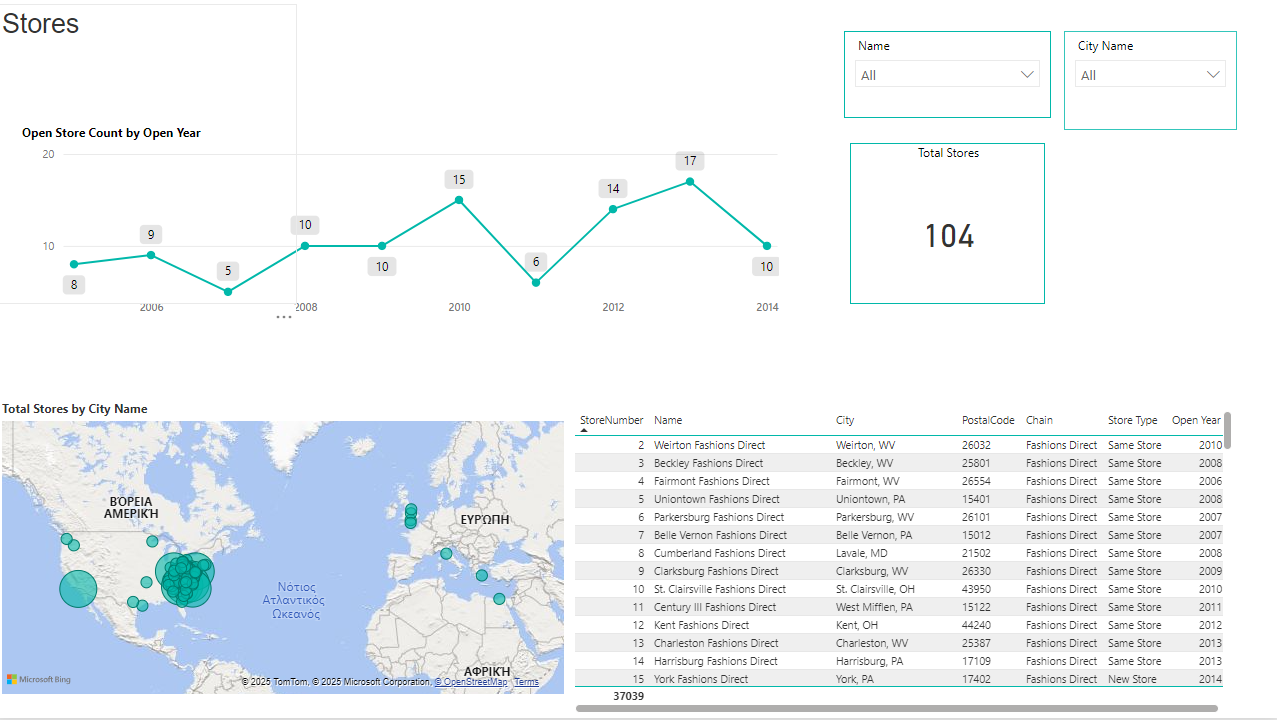 Stores
Name
All
City Name
All
Open Store Count by Open Year
20
10
8
9
5
10
10
15
6
14
17
10
2006
2008
2010
2012
2014
Total Stores
104
Total Stores by City Name
ΒΌΡΕΙΑ
ΑΜΕΡΙΚΉ
ΕΥΡΏΠΗ
Νότιος
Ατλαντικός
Ωκεανός
ΑΦΡΙΚΉ
Microsoft Bing
© 2025 TomTom, © 2025 Microsoft Corporation, © OpenStreetMap Terms
StoreNumber Name City PostalCode Chain Store Type Open Year
2 Weirton Fashions Direct Weirton, WV 26032 Fashions Direct Same Store 2010
3 Beckley Fashions Direct Beckley, WV 25801 Fashions Direct Same Store 2008
4 Fairmont Fashions Direct Fairmont, WV 26554 Fashions Direct Same Store 2006
5 Uniontown Fashions Direct Uniontown, PA 15401 Fashions Direct Same Store 2008
6 Parkersburg Fashions Direct Parkersburg, WV 26101 Fashions Direct Same Store 2007
7 Belle Vernon Fashions Direct Belle Vernon, PA 15012 Fashions Direct Same Store 2007
8 Cumberland Fashions Direct Lavale, MD 21502 Fashions Direct Same Store 2008
9 Clarksburg Fashions Direct Clarksburg, WV 26330 Fashions Direct Same Store 2009
10 St. Clairsville Fashions Direct St. Clairsville, OH 43950 Fashions Direct Same Store 2010
11 Century III Fashions Direct West Mifflen, PA 15122 Fashions Direct Same Store 2011
12 Kent Fashions Direct Kent, OH 44240 Fashions Direct Same Store 2012
13 Charleston Fashions Direct Charleston, WV 25387 Fashions Direct Same Store 2013
14 Harrisburg Fashions Direct Harrisburg, PA 17109 Fashions Direct Same Store 2013
15 York Fashions Direct York, PA 17402 Fashions Direct New Store 2014
37039